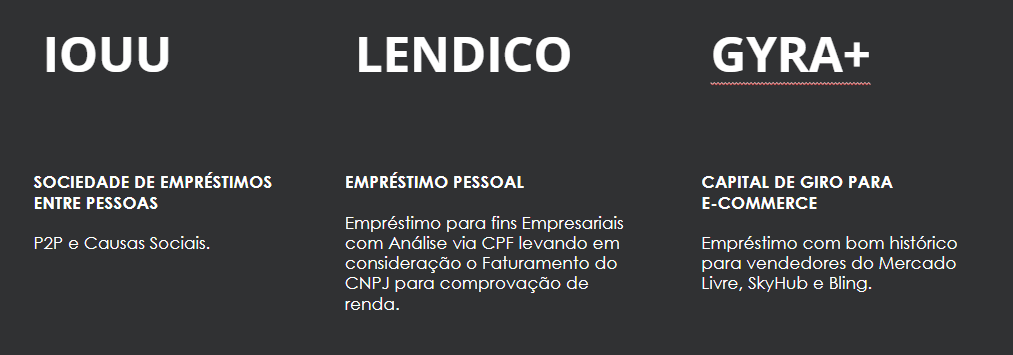 IOUU
LENDICO
GYRA+
SOCIEDADE DE EMPRÉSTIMOS
ENTRE PESSOAS
P2P e Causas Sociais.
EMPRÉSTIMO PESSOAL
Empréstimo para fins Empresariais
com Análise via CPF levando em
consideração o Faturamento do
CNPJ para comprovação de
renda.
CAPITAL DE GIRO PARA
E-COMMERCE
Empréstimo com bom histórico
para vendedores do Mercado
Livre, SkyHub e Bling.